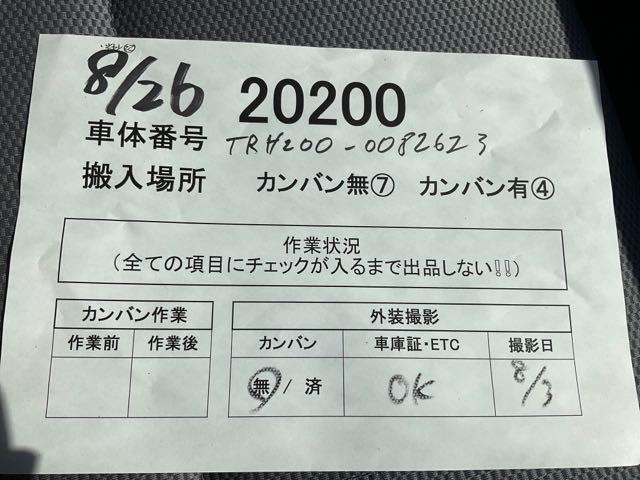 8/26 20200
車体番号 TRH200-0082623
搬入場所 カンバン無⑦ カンバン有④
作業状況
(全ての項目にチェックが入るまで出品しない!!)
カンバン作業 外装撮影
作業前 作業後 カンバン 車庫証・ETC 撮影日
無/済 OK 8/3